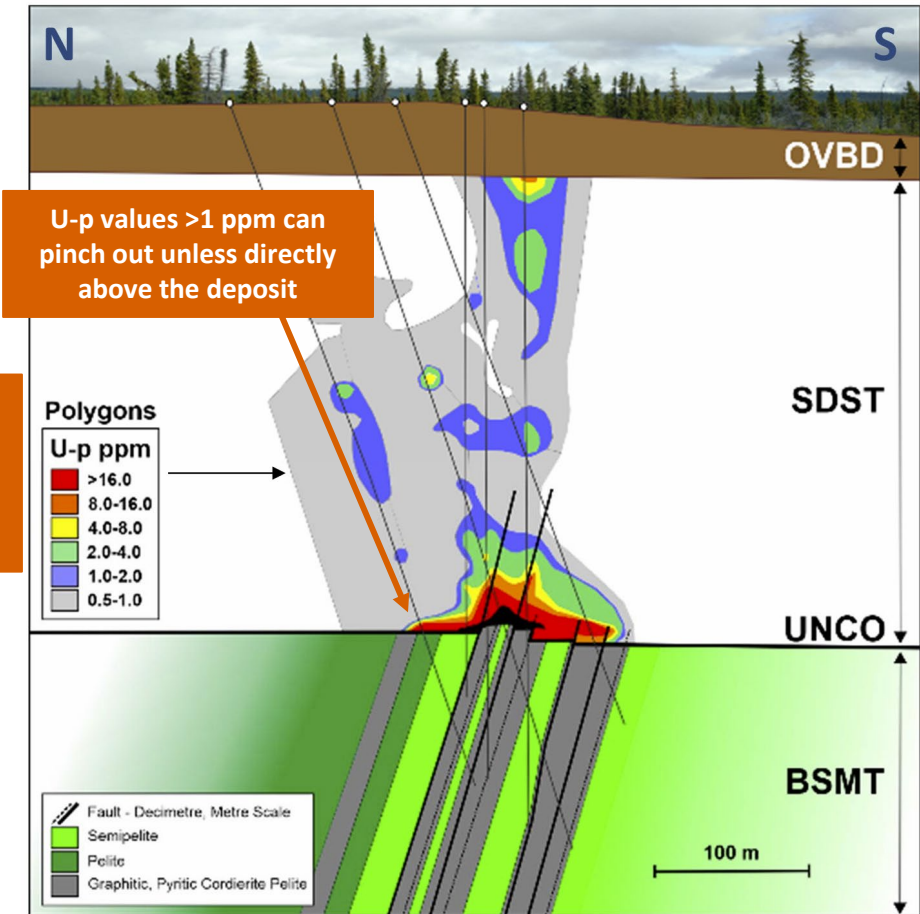 N
S
OVBD
U-p values >1 ppm can
pinch out unless directly
above the deposit
SDST
Polygons
U-p ppm
>16.0
8.0-16.0
4.0-8.0
2.0-4.0
1.0-2.0
0.5-1.0
UNCO
BSMT
Fault - Decimetre, Metre Scale
Semipelite
Pelite
Graphitic, Pyritic Cordierite Pelite
100 m